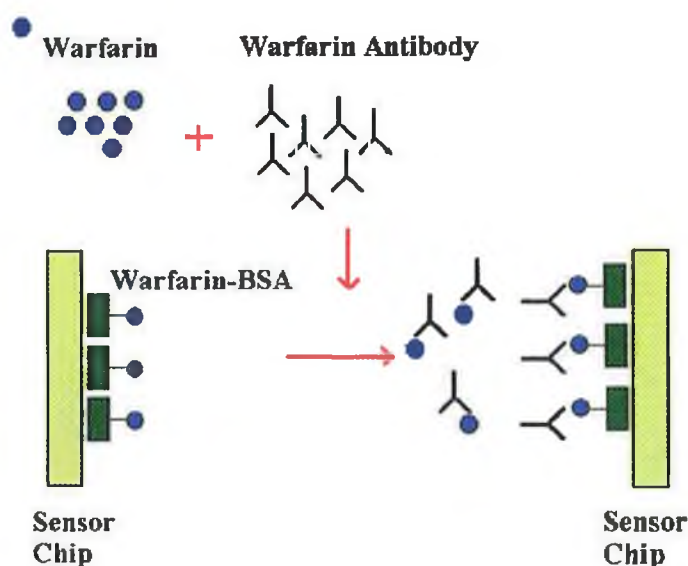 Warfarin
Warfarin Antibody
+
Warfarin-BSA
Sensor
Chip
Sensor
Chip